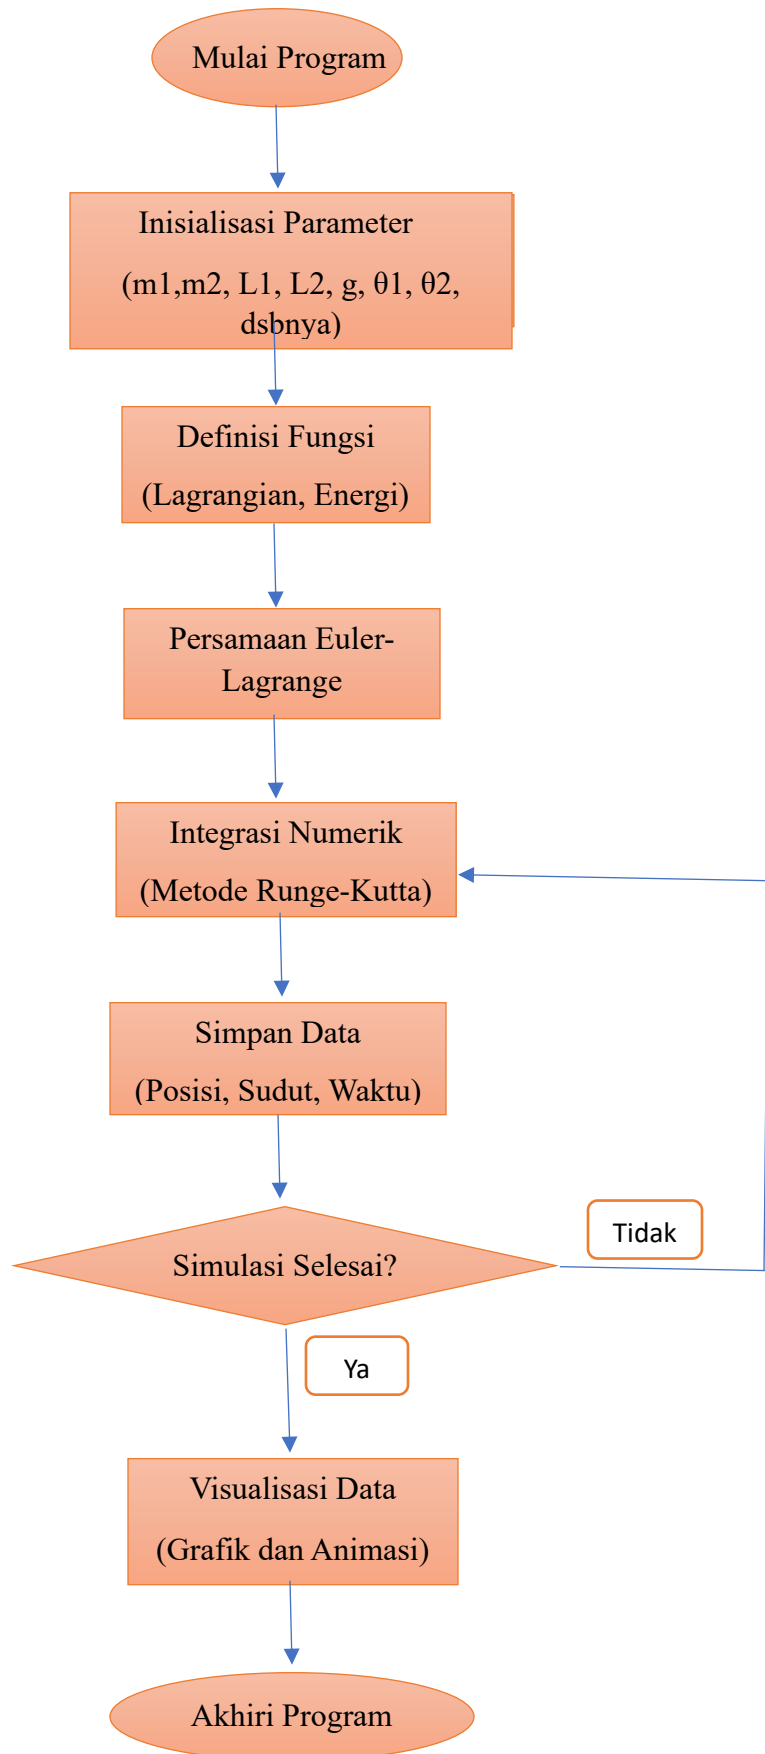 Mulai Program
Inisialisasi Parameter
(m1,m2, L1, L2, g, θ1, θ2,
dsbnya)
Definisi Fungsi
(Lagrangian, Energi)
Persamaan Euler-
Lagrange
Integrasi Numerik
(Metode Runge-Kutta)
Simpan Data
(Posisi, Sudut, Waktu)
Simulasi Selesai?
Tidak
Ya
Visualisasi Data
(Grafik dan Animasi)
Akhiri Program